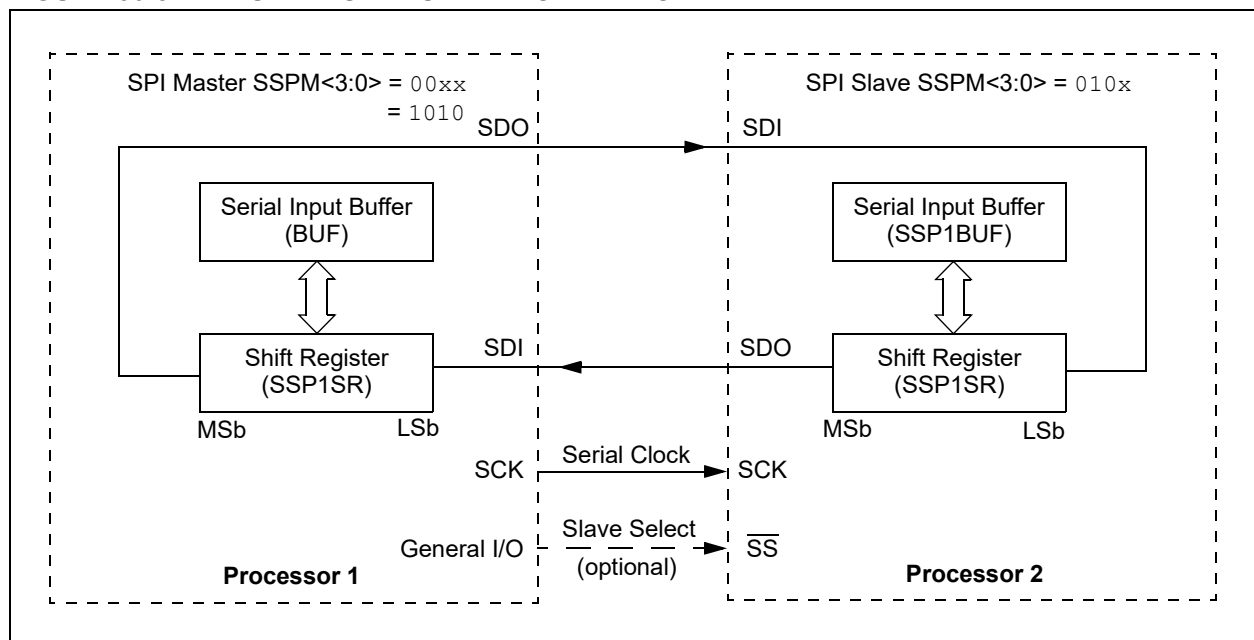 SPI Master SSPM<3:0> = 00xx
= 1010
SPI Slave SSPM<3:0> = 010x
SDO
SDI
Serial Input Buffer
(BUF)
Serial Input Buffer
(SSP1BUF)
Shift Register
(SSP1SR)
MSb
LSb
SDI
SDO
Shift Register
(SSP1SR)
MSb
LSb
SCK
Serial Clock
SCK
General I/O
Slave Select
(optional)
SS
Processor 1
Processor 2